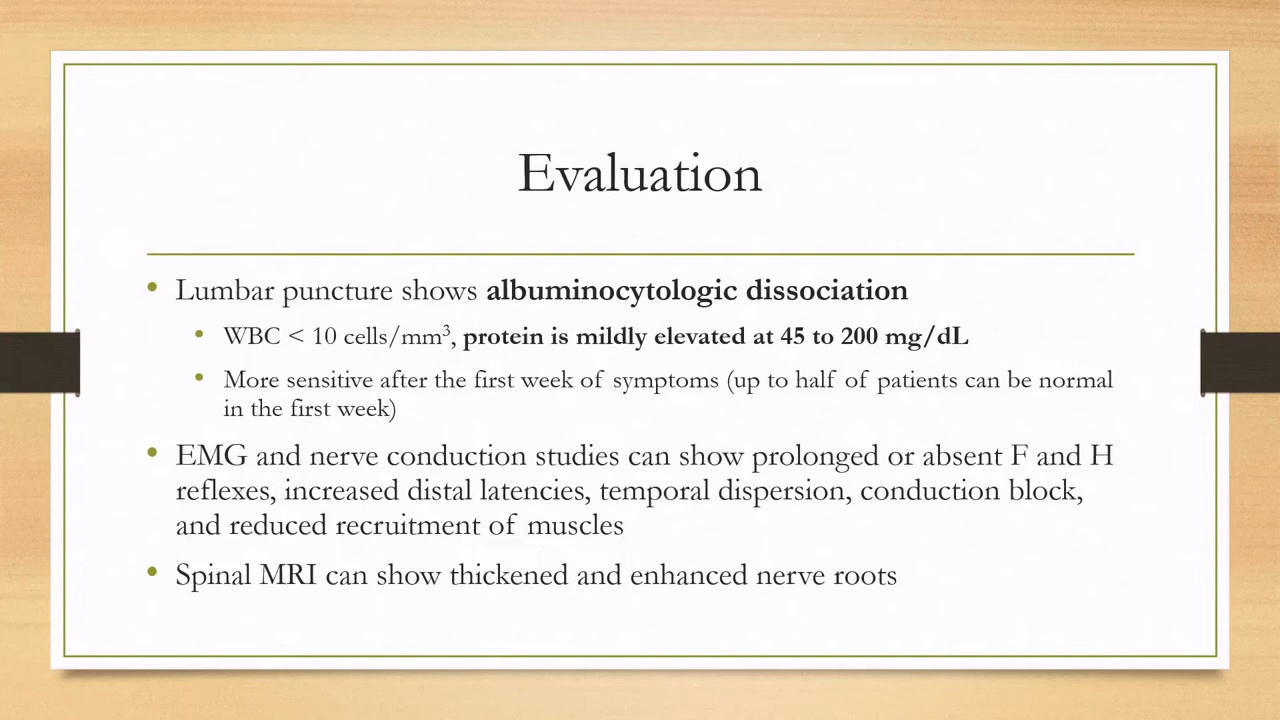 Evaluation
• Lumbar puncture shows albuminocytologic dissociation
• WBC < 10 cells/mm³, protein is mildly elevated at 45 to 200 mg/dL
• More sensitive after the first week of symptoms (up to half of patients can be normal
in the first week)
• EMG and nerve conduction studies can show prolonged or absent F and H
reflexes, increased distal latencies, temporal dispersion, conduction block,
and reduced recruitment of muscles
• Spinal MRI can show thickened and enhanced nerve roots